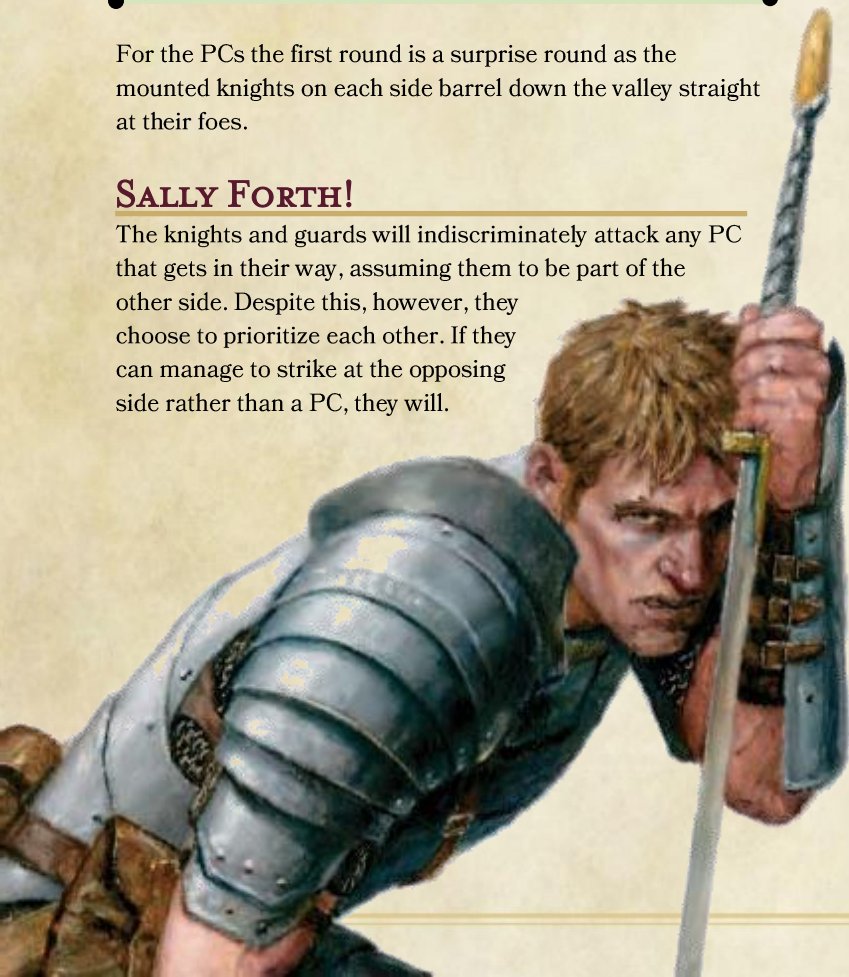 For the PCs the first round is a surprise round as the
mounted knights on each side barrel down the valley straight
at their foes.
Sally Forth!
The knights and guards will indiscriminately attack any PC
that gets in their way, assuming them to be part of the
other side. Despite this, however, they
choose to prioritize each other. If they
can manage to strike at the opposing
side rather than a PC, they will.